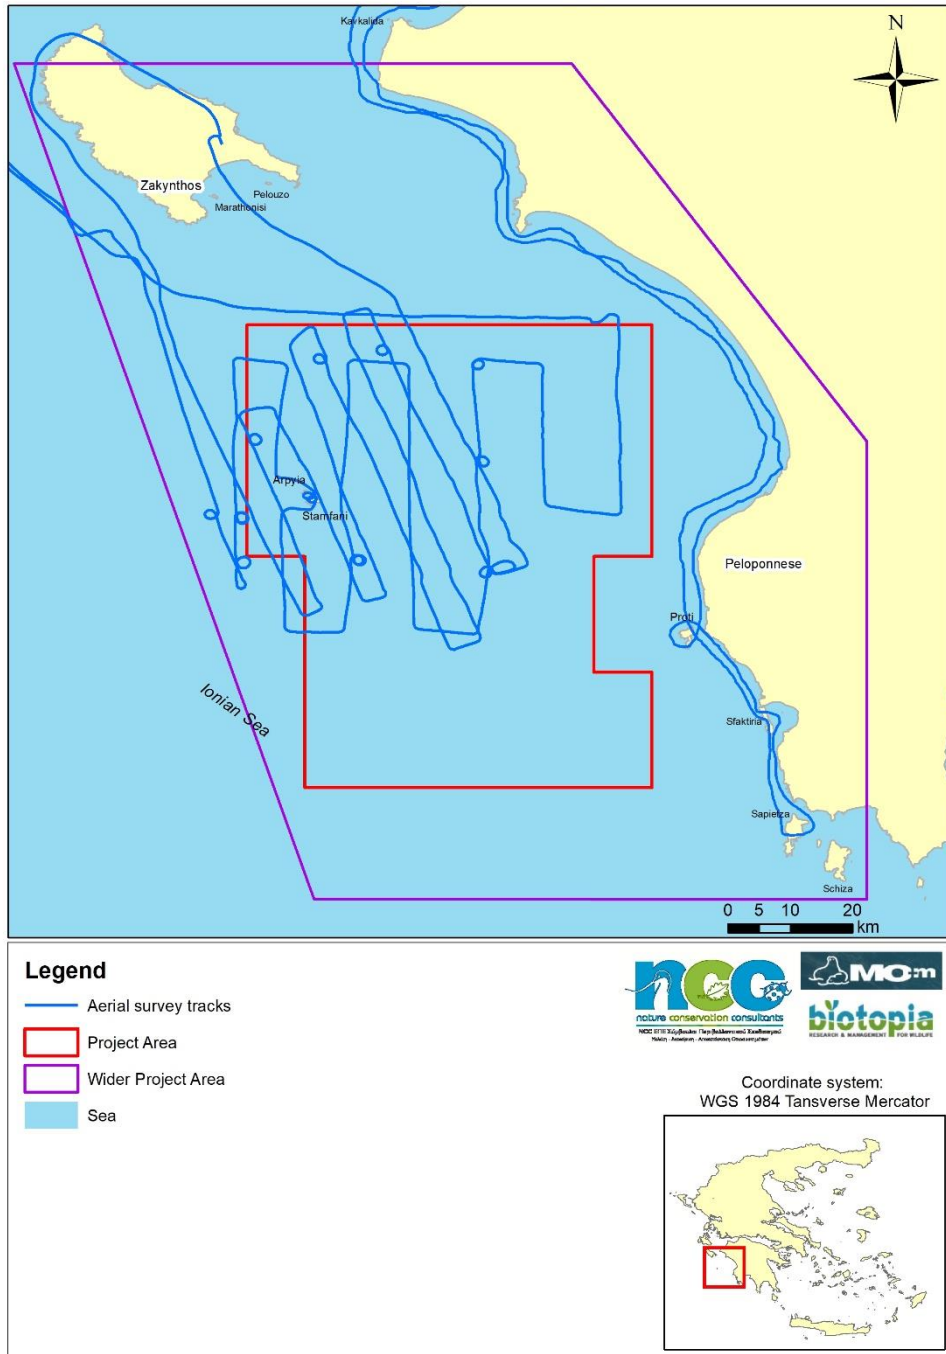 Kavkalida
N
Zakynthos
Pelouzo
Marathonisi
Arpyia
Stamfani
Peloponnese
Proti
Ionian Sea
Sfaktiria
Sapietza
Schiza
0 5 10 20
km
Legend
Aerial survey tracks
Project Area
Wider Project Area
Sea
ncc
nature conservation consultants
MOm
biotopia
RESEARCH & MANAGEMENT FOR WILDLIFE
Coordinate system:
WGS 1984 Tansverse Mercator